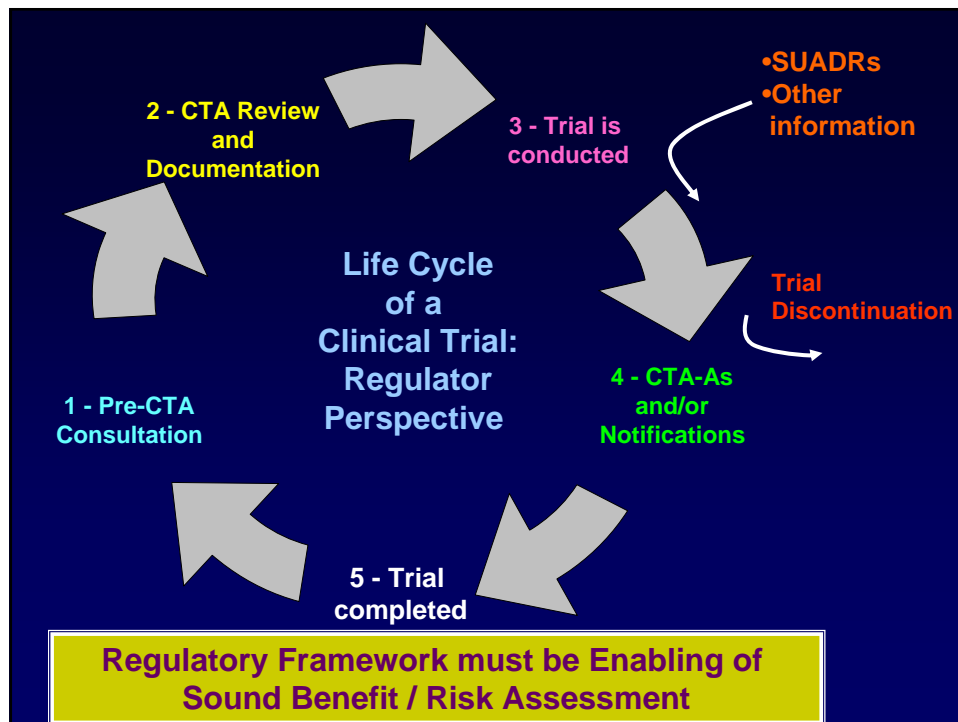 Life Cycle
of a
Clinical Trial:
Regulator
Perspective
1 - Pre-CTA
Consultation
2 - CTA Review
and
Documentation
3 - Trial is
conducted
•SUADRs
•Other
information
Trial
Discontinuation
4 - CTA-As
and/or
Notifications
5 - Trial
completed
Regulatory Framework must be Enabling of
Sound Benefit / Risk Assessment